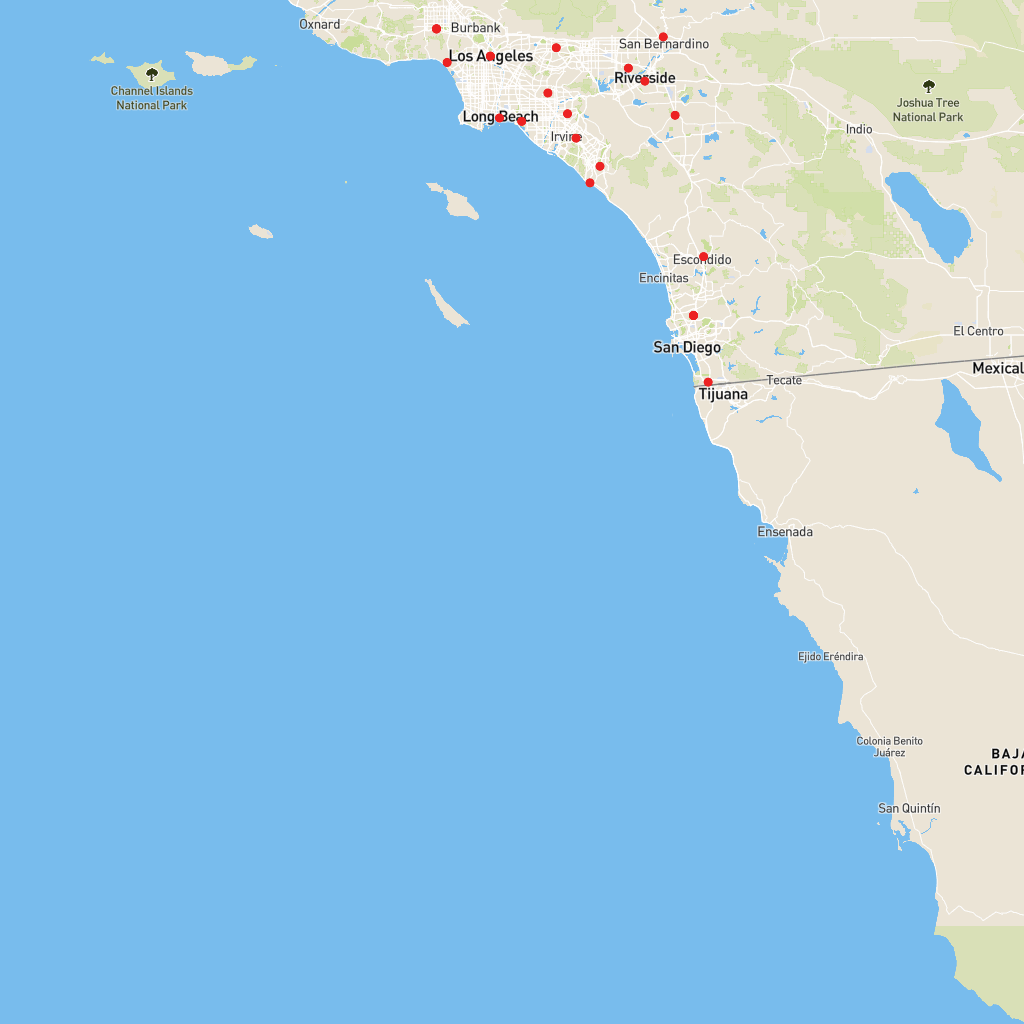 Oxnard
Burbank
San Bernardino
Los Angeles
Riverside
Channel Islands
National Park
Joshua Tree
National Park
Long Beach
Indio
Irvine
Escondido
Encinitas
El Centro
San Diego
Mexical
Tecate
Tijuana
Ensenada
Ejido Eréndira
Colonia Benito
Juárez
BAJA
CALIFOR
San Quintín